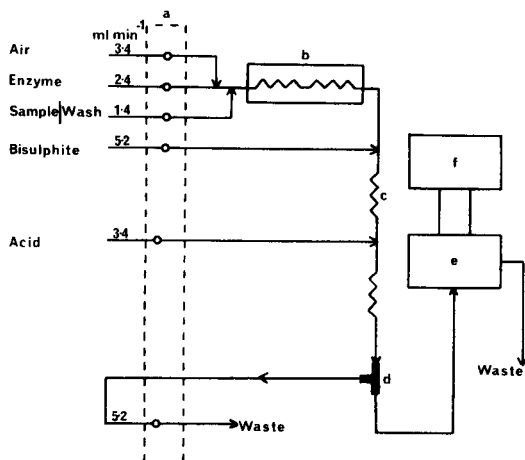 a
ml min⁻¹
Air 3·4
b
Enzyme 2·4
Sample|Wash 1·4
Bisulphite 5·2
f
c
Acid 3·4
e
Waste
d
5·2 Waste